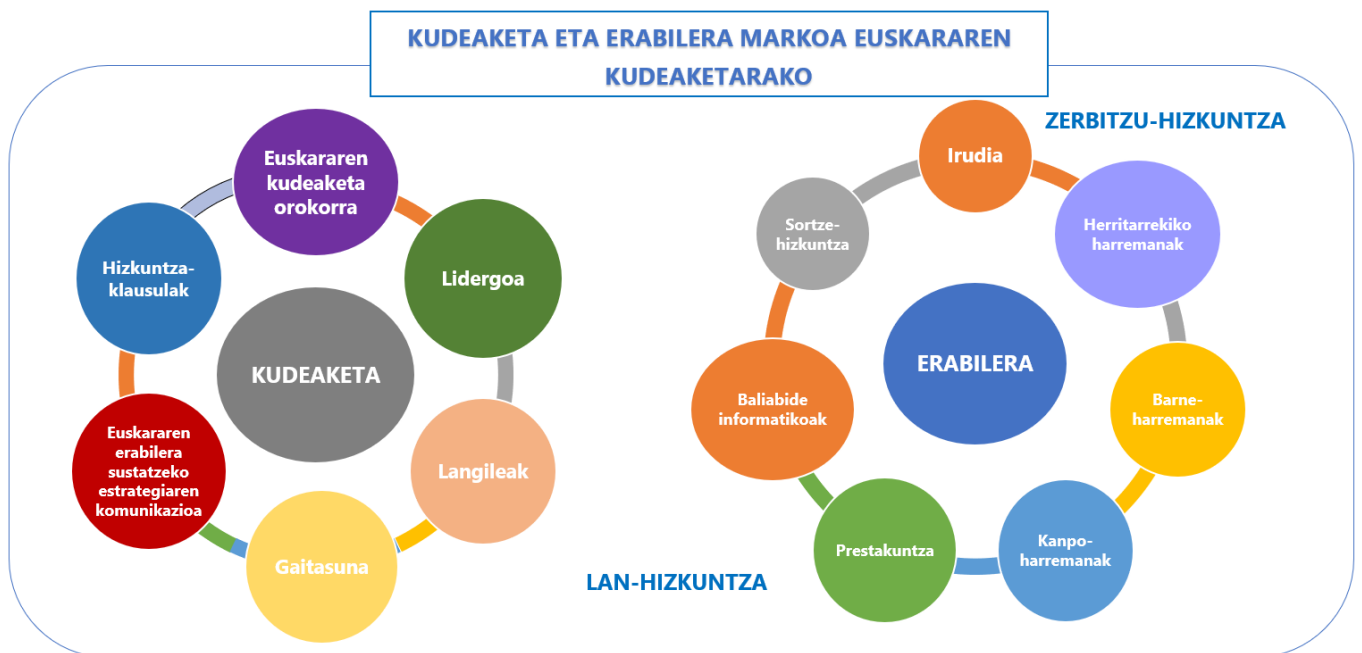 KUDEAKETA ETA ERABILERA MARKOA EUSKARAREN
KUDEAKETARAKO
Euskararen
kudeaketa
orokorra
Lidergoa
Langileak
Gaitasuna
Euskararen
erabilera
sustatzeko
estrategiaren
komunikazioa
Hizkuntza-
klausulak
KUDEAKETA
ZERBITZU-HIZKUNTZA
Irudia
Herritarrekiko
harremanak
Barne-
harremanak
Kanpo-
harremanak
Prestakuntza
Baliabide
informatikoak
Sortze-
hizkuntza
ERABILERA
LAN-HIZKUNTZA